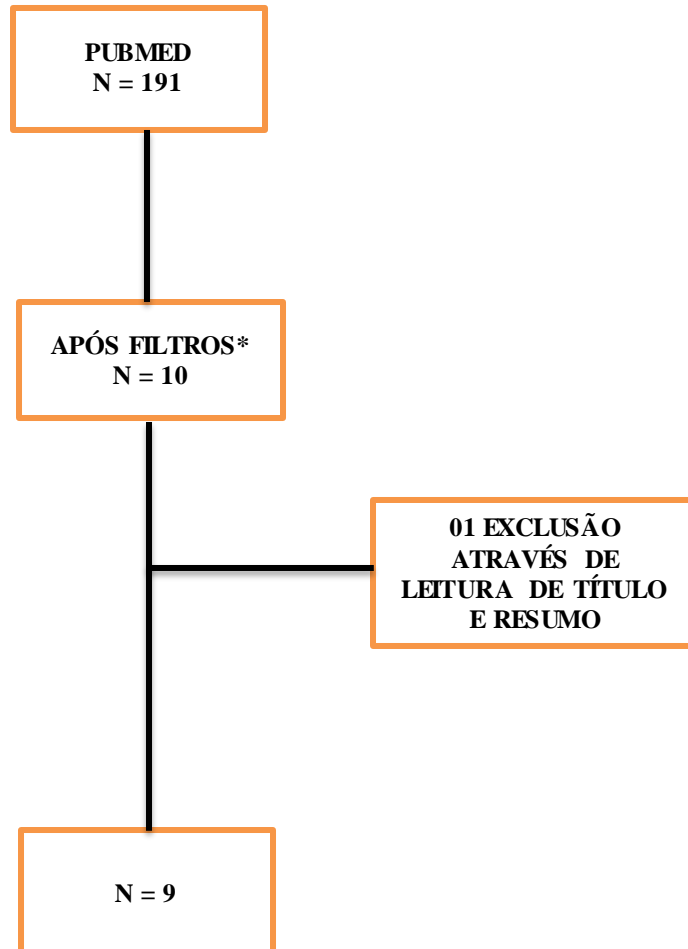 PUBMED
N = 191
APÓS FILTROS*
N = 10
01 EXCLUSÃO
ATRAVÉS DE
LEITURA DE TÍTULO
E RESUMO
N = 9